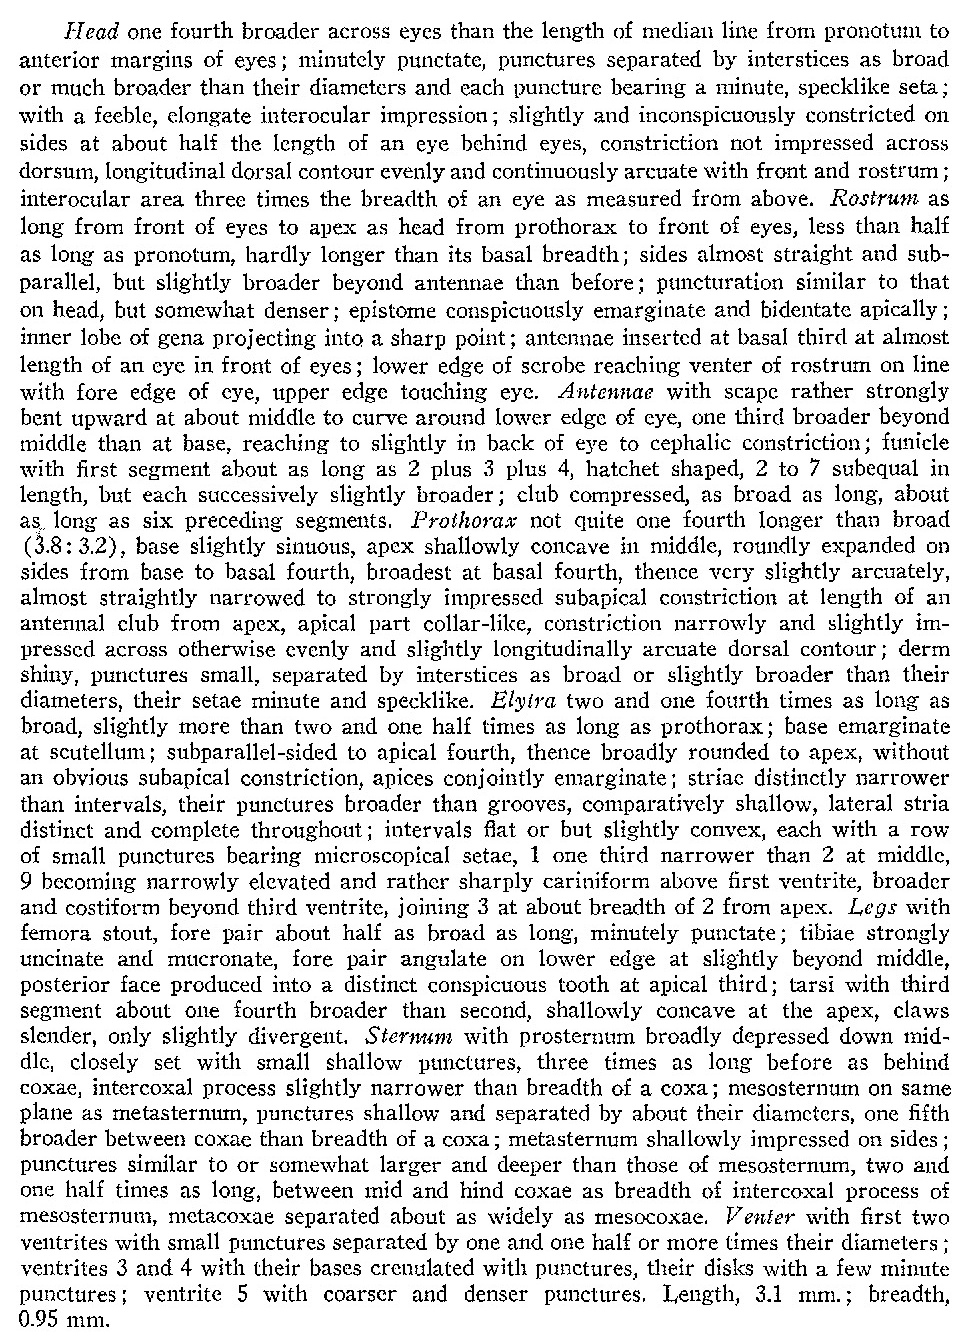 Head one fourth broader across eyes than the length of median line from pronotum to
anterior margins of eyes; minutely punctate, punctures separated by interstices as broad
or much broader than their diameters and each puncture bearing a minute, specklike seta;
with a feeble, elongate interocular impression; slightly and inconspicuously constricted on
sides at about half the length of an eye behind eyes, constriction not impressed across
dorsum, longitudinal dorsal contour evenly and continuously arcuate with front and rostrum;
interocular area three times the breadth of an eye as measured from above. Rostrum as
long from front of eyes to apex as head from prothorax to front of eyes, less than half
as long as pronotum, hardly longer than its basal breadth; sides almost straight and sub-
parallel, but slightly broader beyond antennae than before; puncturation similar to that
on head, but somewhat denser; epistome conspicuously emarginate and bidentate apically;
inner lobe of gena projecting into a sharp point; antennae inserted at basal third at almost
length of an eye in front of eyes; lower edge of scrobe reaching venter of rostrum on line
with fore edge of eye, upper edge touching eye. Antennae with scape rather strongly
bent upward at about middle to curve around lower edge of eye, one third broader beyond
middle than at base, reaching to slightly in back of eye to cephalic constriction; funicle
with first segment about as long as 2 plus 3 plus 4, hatchet shaped, 2 to 7 subequal in
length, but each successively slightly broader; club compressed, as broad as long, about
as long as six preceding segments. Prothorax not quite one fourth longer than broad
(3.8: 3.2), base slightly sinuous, apex shallowly concave in middle, roundly expanded on
sides from base to basal fourth, broadest at basal fourth, thence very slightly arcuately,
almost straightly narrowed to strongly impressed subapical constriction at length of an
antennal club from apex, apical part collar-like, constriction narrowly and slightly im-
pressed across otherwise evenly and slightly longitudinally arcuate dorsal contour; derm
shiny, punctures small, separated by interstices as broad or slightly broader than their
diameters, their setae minute and specklike. Elytra two and one fourth times as long as
broad, slightly more than two and one half times as long as prothorax; base emarginate
at scutellum; subparallel-sided to apical fourth, thence broadly rounded to apex, without
an obvious subapical constriction, apices conjointly emarginate; striae distinctly narrower
than intervals, their punctures broader than grooves, comparatively shallow, lateral stria
distinct and complete throughout; intervals flat or but slightly convex, each with a row
of small punctures bearing microscopical setae, 1 one third narrower than 2 at middle,
9 becoming narrowly elevated and rather sharply cariniform above first ventrite, broader
and costiform beyond third ventrite, joining 3 at about breadth of 2 from apex. Legs with
femora stout, fore pair about half as broad as long, minutely punctate; tibiae strongly
uncinate and mucronate, fore pair angulate on lower edge at slightly beyond middle,
posterior face produced into a distinct conspicuous tooth at apical third; tarsi with third
segment about one fourth broader than second, shallowly concave at the apex, claws
slender, only slightly divergent. Sternum with prosternum broadly depressed down mid-
dle, closely set with small shallow punctures, three times as long before as behind
coxae, intercoxal process slightly narrower than breadth of a coxa; mesosternum on same
plane as metasternum, punctures shallow and separated by about their diameters, one fifth
broader between coxae than breadth of a coxa; metasternum shallowly impressed on sides;
punctures similar to or somewhat larger and deeper than those of mesosternum, two and
one half times as long, between mid and hind coxae as breadth of intercoxal process of
mesosternum, metacoxae separated about as widely as mesocoxae. Venter with first two
ventrites with small punctures separated by one and one half or more times their diameters;
ventrites 3 and 4 with their bases crenulated with punctures, their disks with a few minute
punctures; ventrite 5 with coarser and denser punctures. Length, 3.1 mm.; breadth,
0.95 mm.